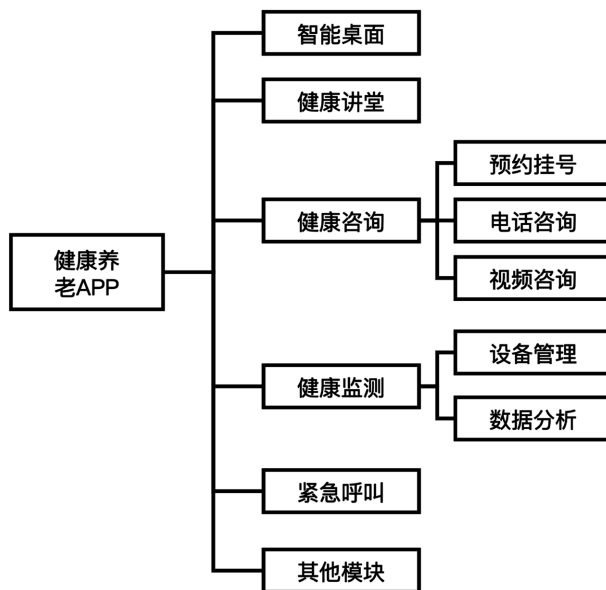 智能桌面
健康讲堂
预约挂号
健康咨询
电话咨询
视频咨询
健康养
老APP
设备管理
健康监测
数据分析
紧急呼叫
其他模块